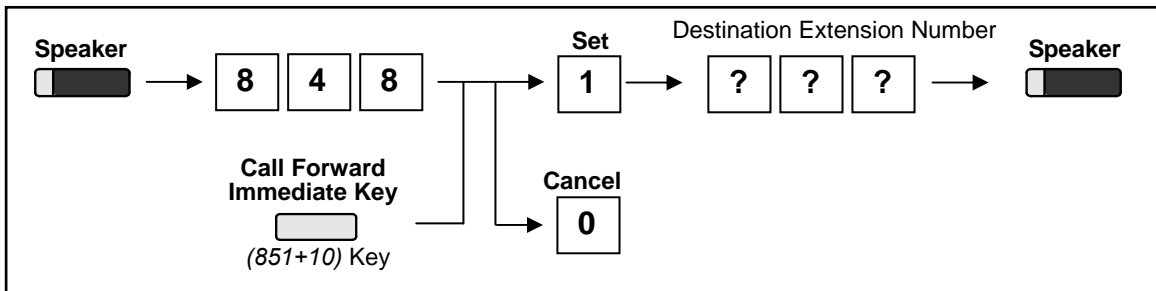 Speaker
8 4 8
Set
1
Destination Extension Number
? ? ?
Speaker
Call Forward
Immediate Key
(851+10) Key
Cancel
0